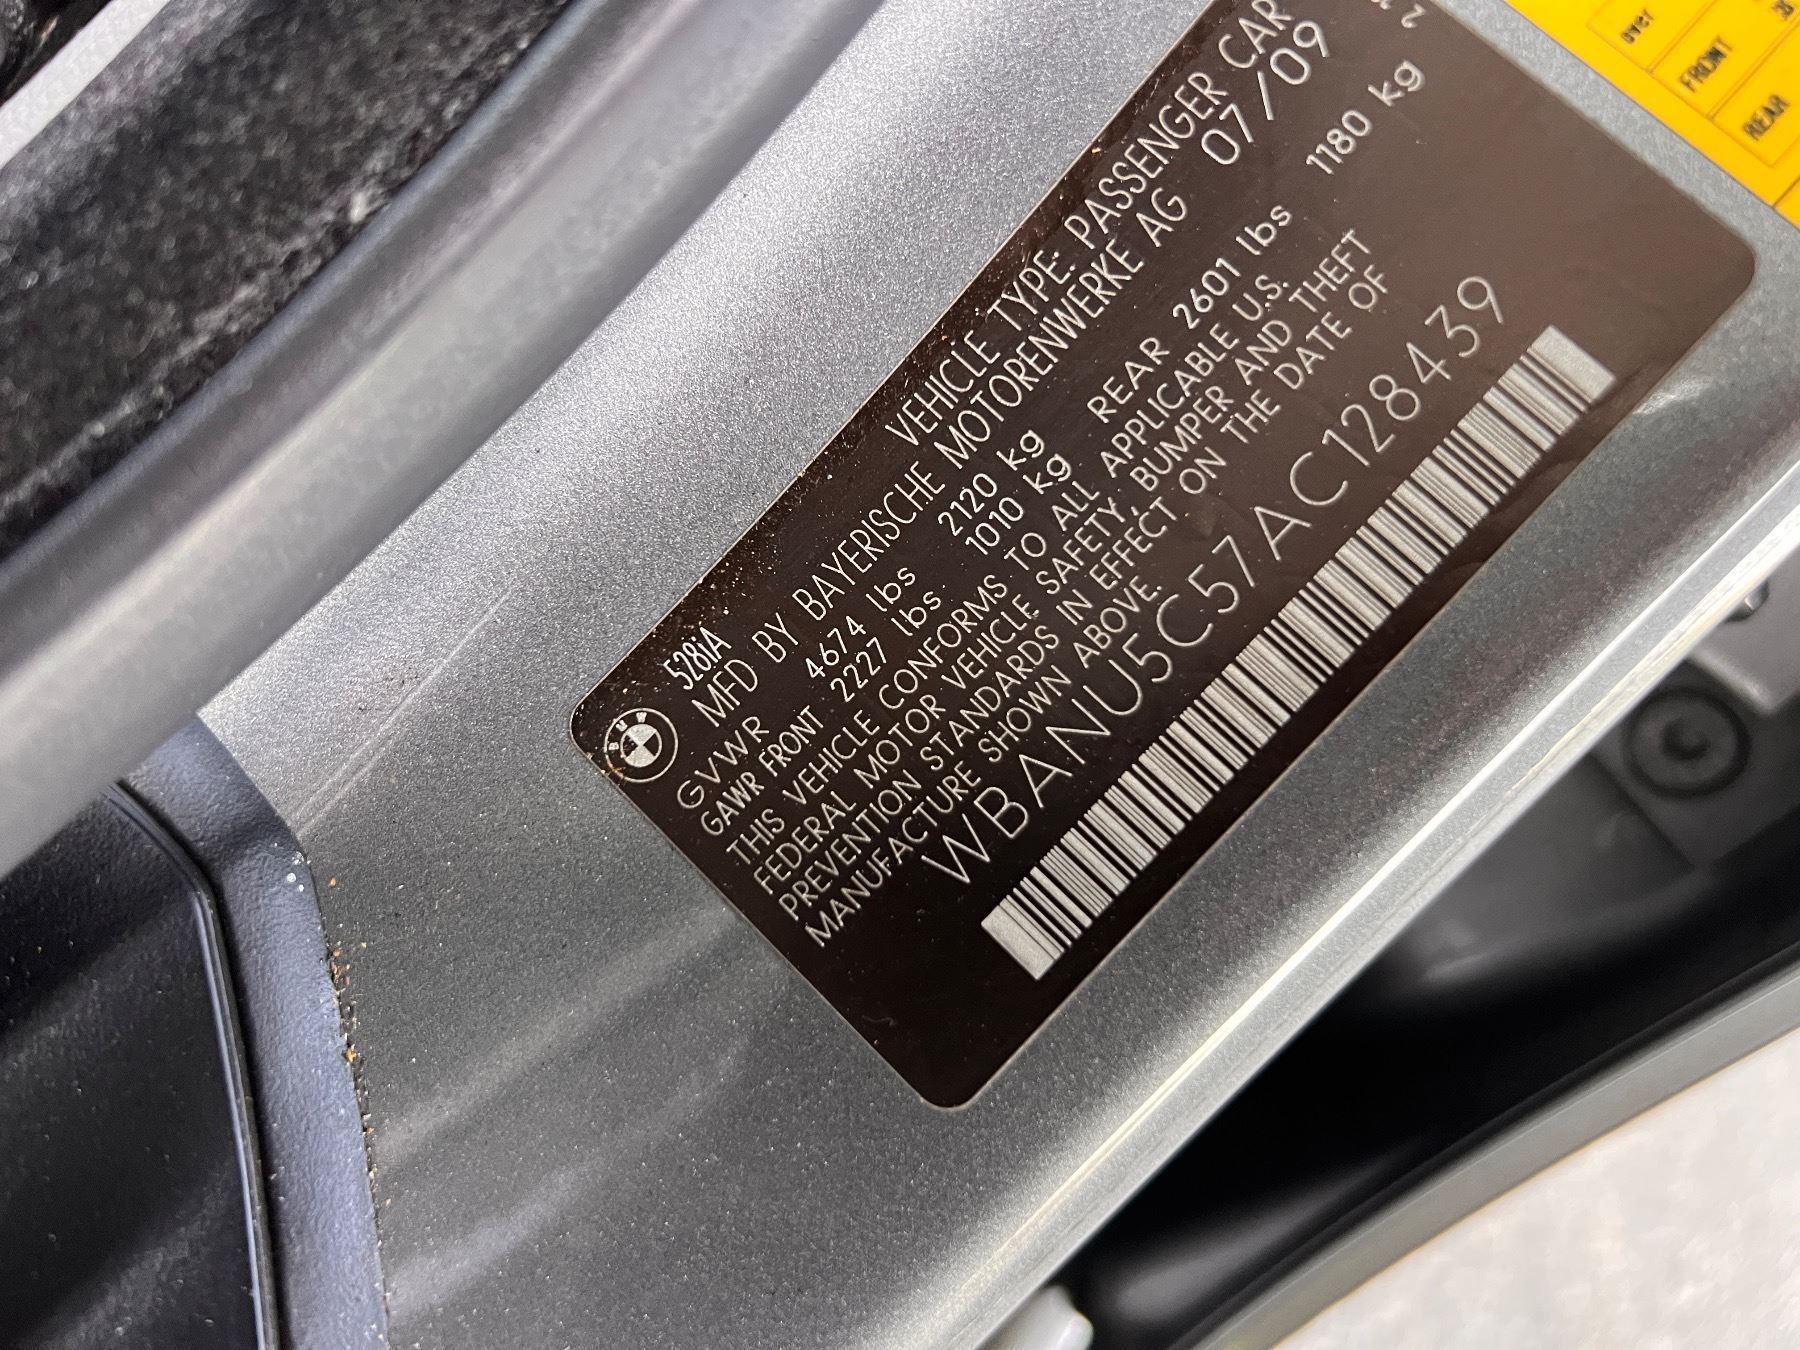 528iA VEHICLE TYPE: PASSENGER CAR
MFD BY BAYERISCHE MOTORENWERKE AG 07/09
GVWR 4674 lbs 2120 kg
GAWR FRONT 2227 lbs 1010 kg REAR 2601 lbs 1180 kg
THIS VEHICLE CONFORMS TO ALL APPLICABLE U.S.
FEDERAL MOTOR VEHICLE SAFETY, BUMPER AND THEFT
PREVENTION STANDARDS IN EFFECT ON THE DATE OF
MANUFACTURE SHOWN ABOVE.
WBANU5C57AC128439
BMW
over
FRONT
REAR